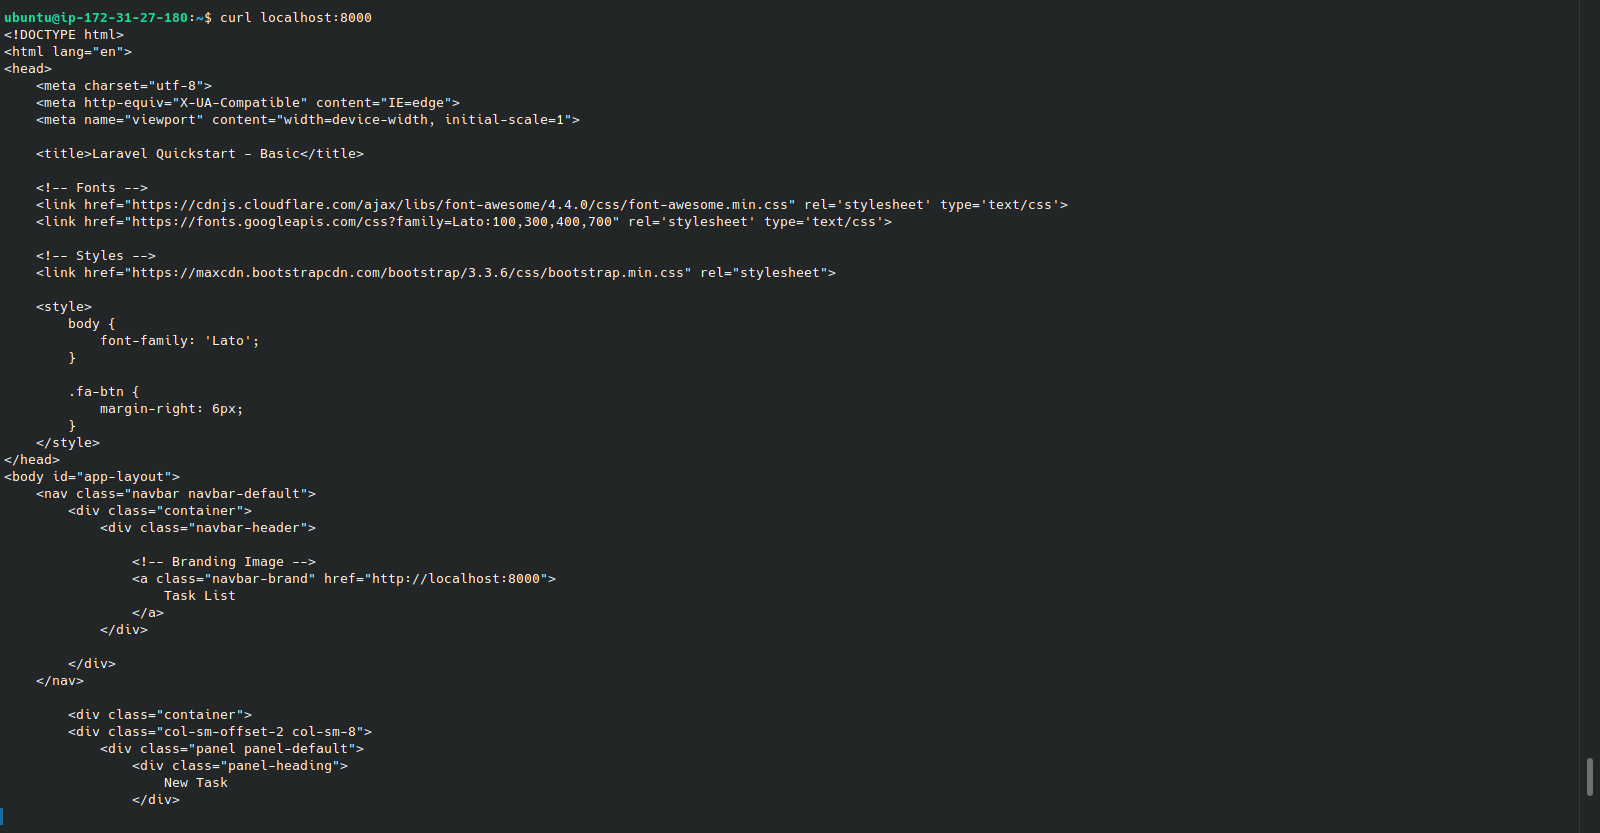 ubuntu@ip-172-31-27-180:~$ curl localhost:8000
<!DOCTYPE html>
<html lang="en">
<head>
    <meta charset="utf-8">
    <meta http-equiv="X-UA-Compatible" content="IE=edge">
    <meta name="viewport" content="width=device-width, initial-scale=1">

    <title>Laravel Quickstart - Basic</title>

    <!-- Fonts -->
    <link href="https://cdnjs.cloudflare.com/ajax/libs/font-awesome/4.4.0/css/font-awesome.min.css" rel='stylesheet' type='text/css'>
    <link href="https://fonts.googleapis.com/css?family=Lato:100,300,400,700" rel='stylesheet' type='text/css'>

    <!-- Styles -->
    <link href="https://maxcdn.bootstrapcdn.com/bootstrap/3.3.6/css/bootstrap.min.css" rel="stylesheet">

    <style>
        body {
            font-family: 'Lato';
        }

        .fa-btn {
            margin-right: 6px;
        }
    </style>
</head>
<body id="app-layout">
    <nav class="navbar navbar-default">
        <div class="container">
            <div class="navbar-header">

                <!-- Branding Image -->
                <a class="navbar-brand" href="http://localhost:8000">
                    Task List
                </a>
            </div>

        </div>
    </nav>

        <div class="container">
        <div class="col-sm-offset-2 col-sm-8">
            <div class="panel panel-default">
                <div class="panel-heading">
                    New Task
                </div>